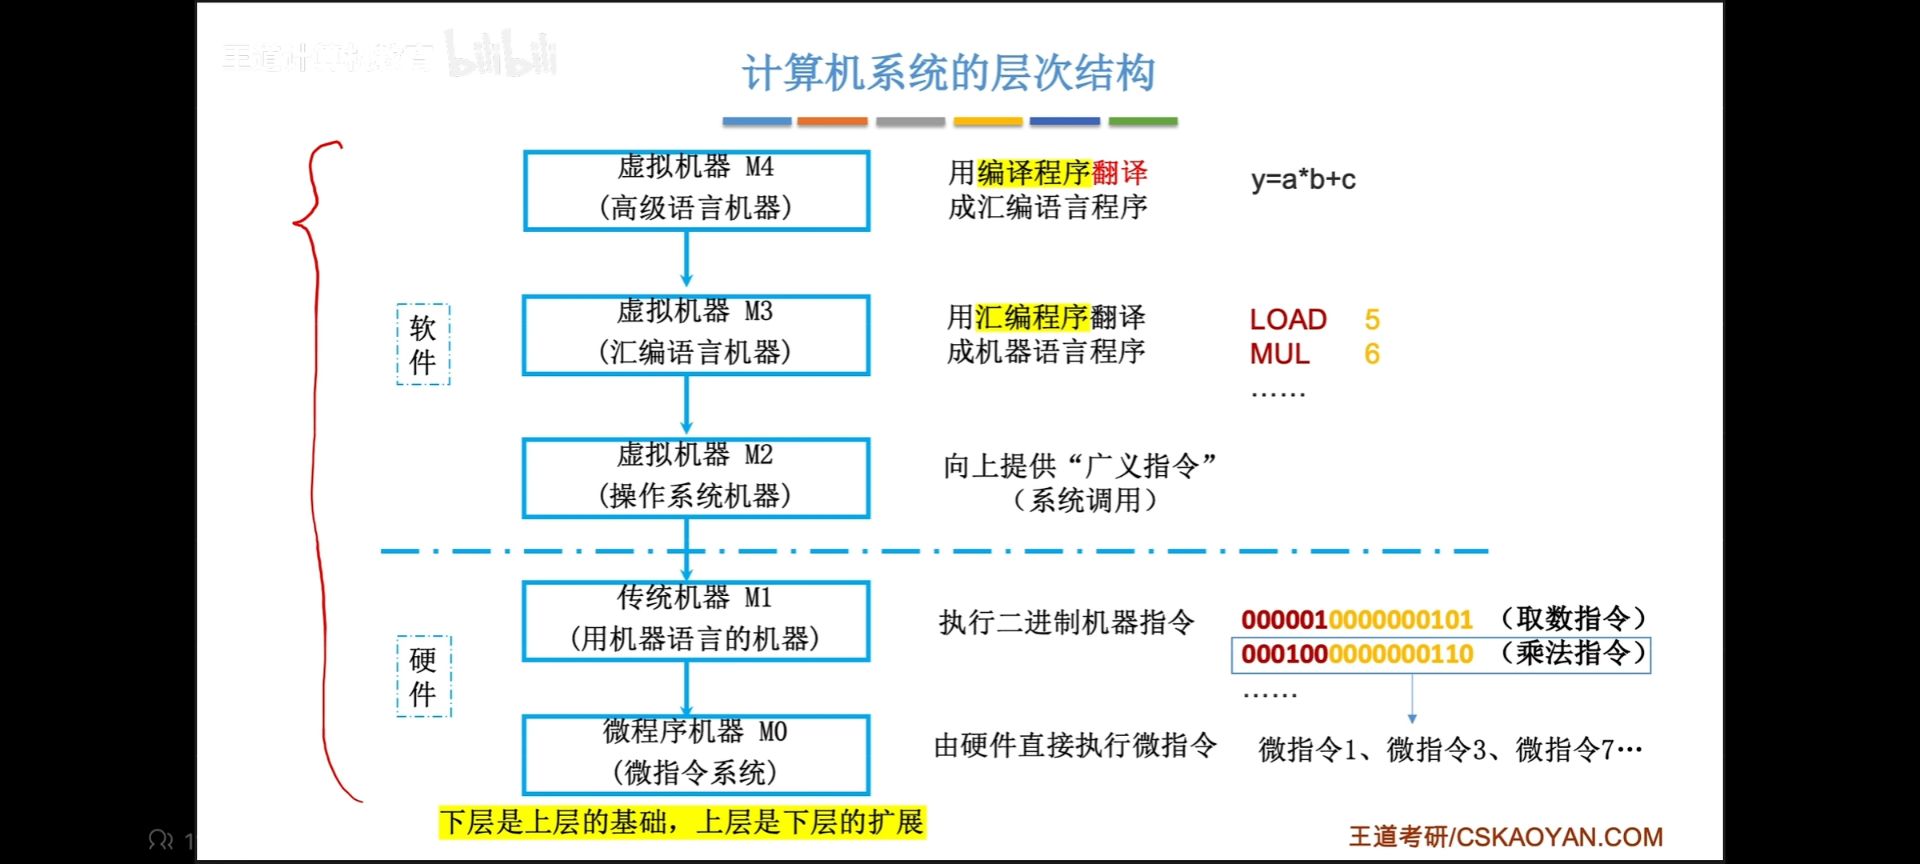 王道计算机教育 bilibili
计算机系统的层次结构
虚拟机器 M4
(高级语言机器)
用编译程序翻译
成汇编语言程序
y=a*b+c
软件
虚拟机器 M3
(汇编语言机器)
用汇编程序翻译
成机器语言程序
LOAD 5
MUL 6
……
虚拟机器 M2
(操作系统机器)
向上提供“广义指令”
（系统调用）
硬件
传统机器 M1
(用机器语言的机器)
执行二进制机器指令
0000010000000101 （取数指令）
0001000000000110 （乘法指令）
……
微程序机器 M0
(微指令系统)
由硬件直接执行微指令
微指令1、微指令3、微指令7…
下层是上层的基础，上层是下层的扩展
王道考研/CSKAOYAN.COM